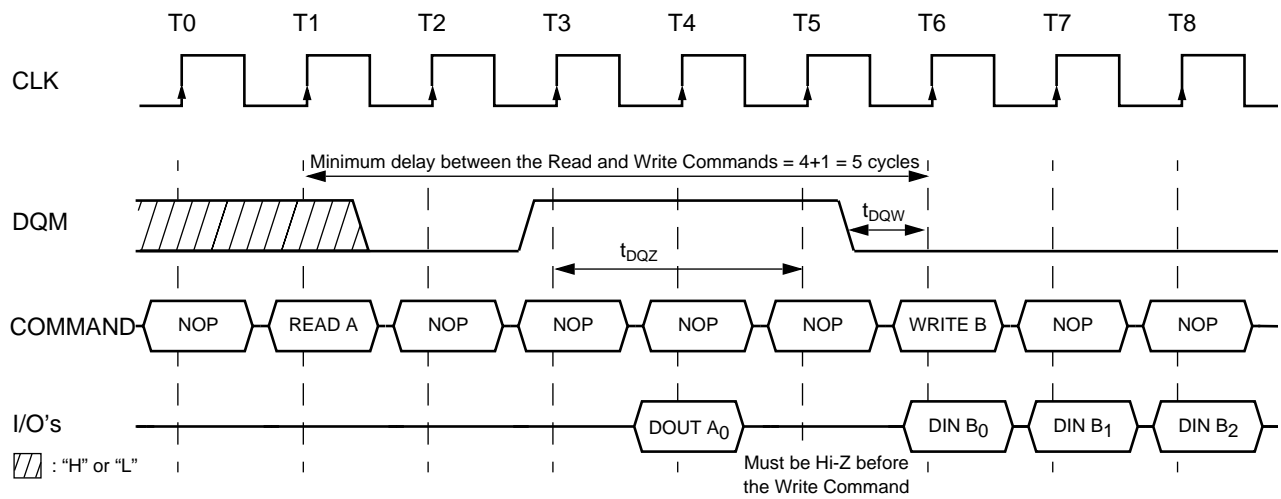 T0 T1 T2 T3 T4 T5 T6 T7 T8
CLK
Minimum delay between the Read and Write Commands = 4+1 = 5 cycles
DQM
tDQW
tDQZ
COMMAND NOP READ A NOP NOP NOP NOP WRITE B NOP NOP
I/O's DOUT A0 DIN B0 DIN B1 DIN B2
: “H” or “L”
Must be Hi-Z before
the Write Command